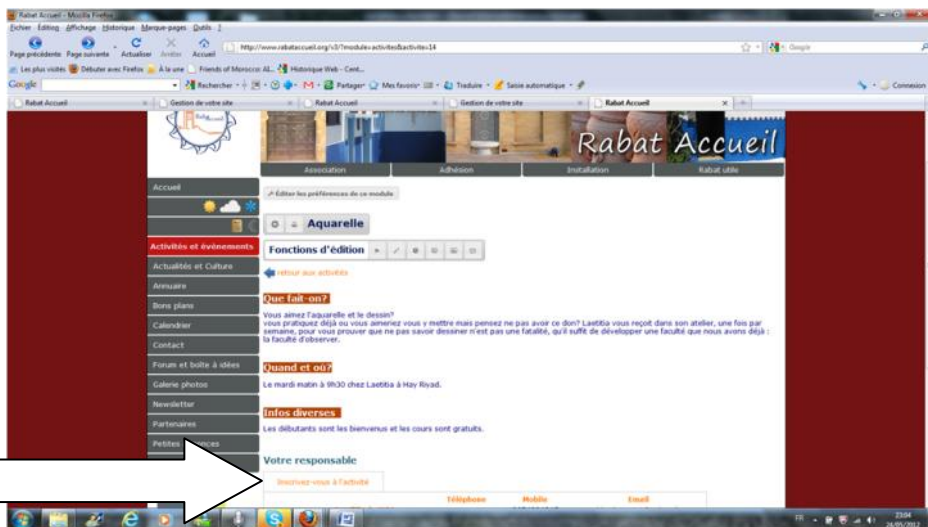 Rabat Accueil - Mozilla Firefox
Fichier Édition Affichage Historique Marque-pages Outils ?
Page précédente Page suivante Actualiser Arrêter Accueil http://www.rabataccueil.org/v3/?module=activites&activite=14 Google
Les plus visités Débuter avec Firefox À la une Friends of Morocco: Al... Historique Web - Cent...
Google Rechercher Partager Mes favoris Traduire Saisie automatique Connexion
Rabat Accueil Gestion de votre site Rabat Accueil Gestion de votre site Rabat Accueil
Rabat Accueil
Association Adhésion Installation Rabat utile
Accueil
Activités et évènements
Actualités et Culture
Annuaire
Bons plans
Calendrier
Contact
Forum et boîte à idées
Galerie photos
Newsletter
Partenaires
Petites
Éditer les préférences de ce module
Aquarelle
Fonctions d'édition
retour aux activités
Que fait-on?
Vous aimez l'aquarelle et le dessin?
vous pratiquez déjà ou vous aimeriez vous y mettre mais pensez ne pas avoir ce don? Laetitia vous reçoit dans son atelier, une fois par
semaine, pour vous prouver que ne pas savoir dessiner n'est pas une fatalité, qu'il suffit de développer une faculté que nous avons déjà :
la faculté d'observer.
Quand et où?
Le mardi matin à 9h30 chez Laetitia à Hay Riyad.
Infos diverses
Les débutants sont les bienvenus et les cours sont gratuits.
Votre responsable
Inscrivez-vous à l'activité
Téléphone Mobile Email
FR 23:04
24/05/2012